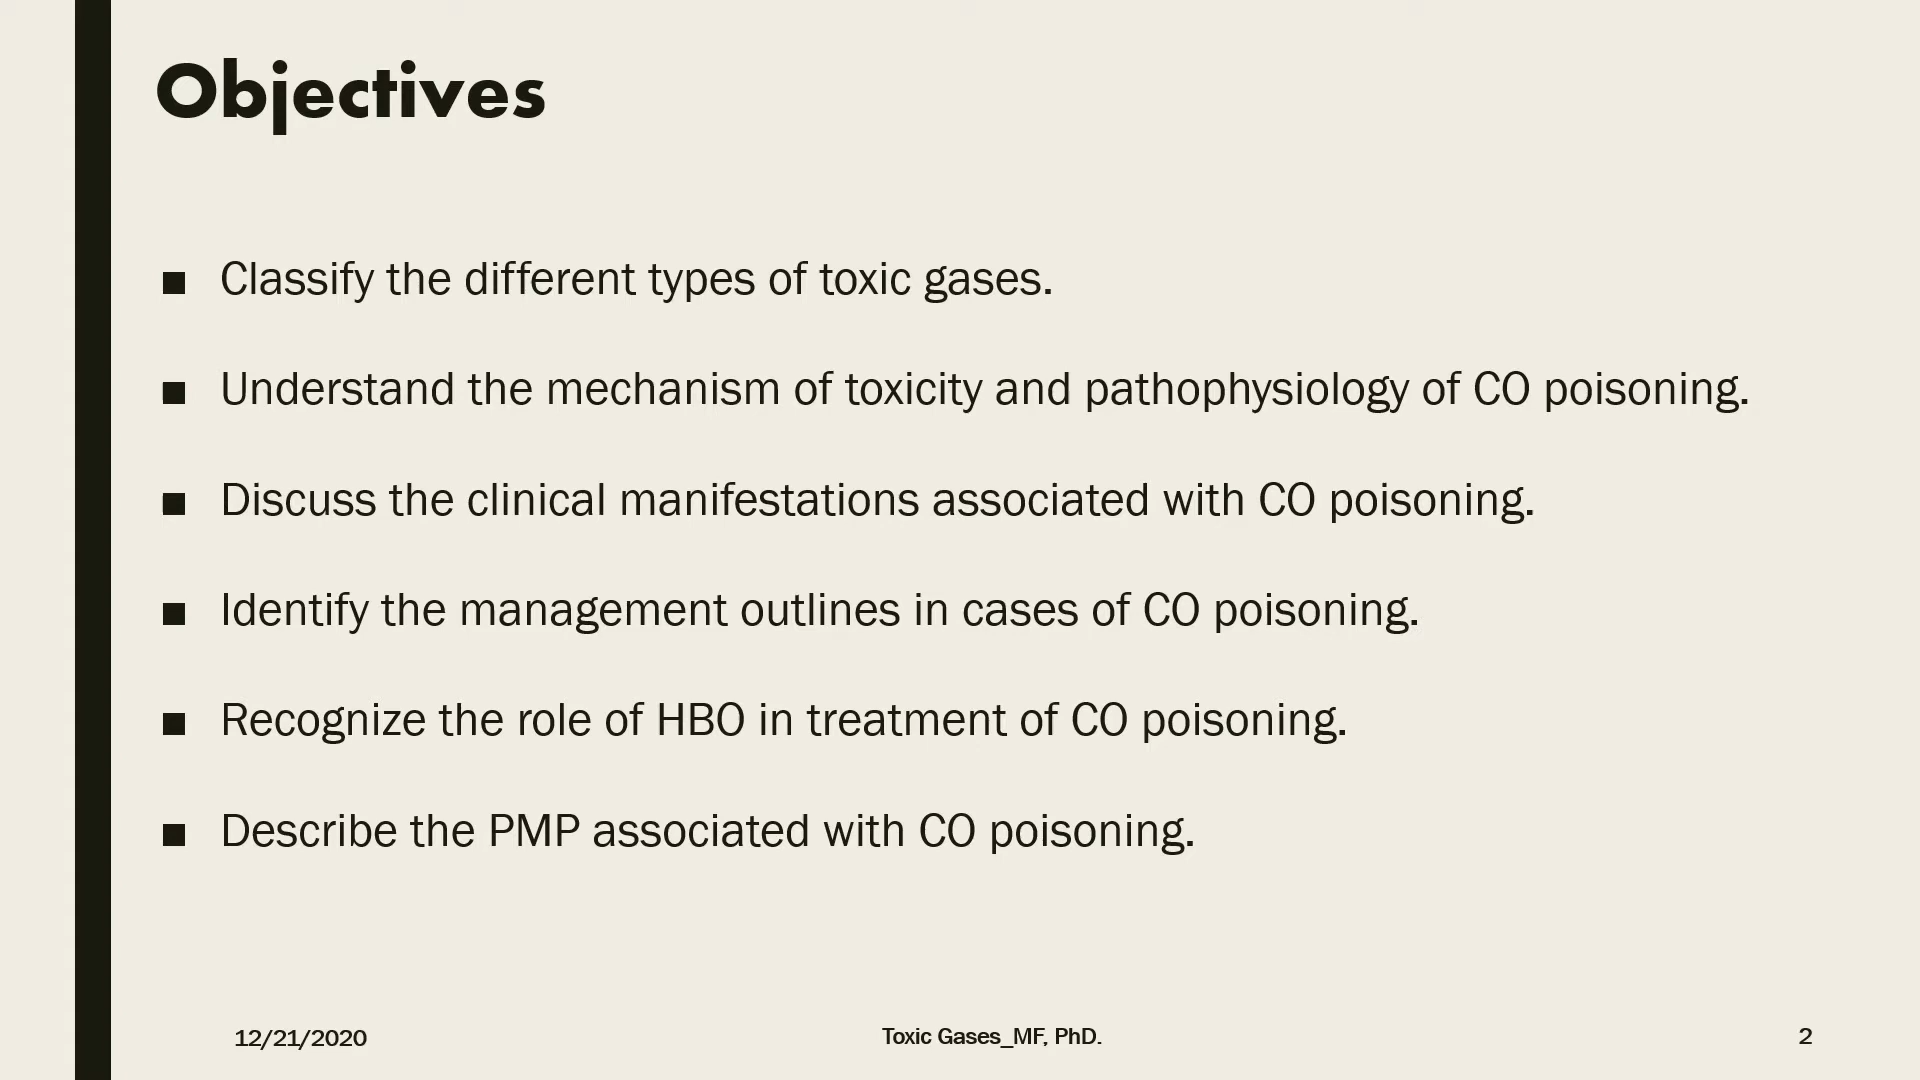 Objectives
■ Classify the different types of toxic gases.
■ Understand the mechanism of toxicity and pathophysiology of CO poisoning.
■ Discuss the clinical manifestations associated with CO poisoning.
■ Identify the management outlines in cases of CO poisoning.
■ Recognize the role of HBO in treatment of CO poisoning.
■ Describe the PMP associated with CO poisoning.
12/21/2020
Toxic Gases_MF, PhD.
2